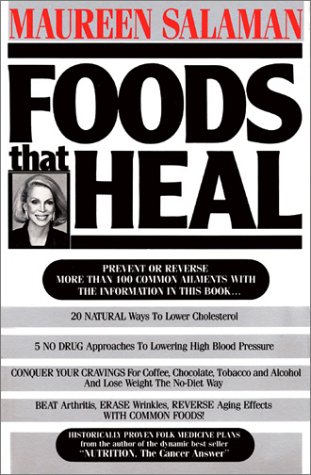 MAUREEN SALAMAN
FOODS
that
HEAL
PREVENT OR REVERSE
MORE THAN 100 COMMON AILMENTS WITH
THE INFORMATION IN THIS BOOK...
20 NATURAL Ways To Lower Cholesterol
5 NO DRUG Approaches To Lowering High Blood Pressure
CONQUER YOUR CRAVINGS For Coffee, Chocolate, Tobacco and Alcohol
And Lose Weight The No-Diet Way
BEAT Arthritis, ERASE Wrinkles, REVERSE Aging Effects
WITH COMMON FOODS!
HISTORICALLY PROVEN FOLK MEDICINE PLANS
from the author of the dynamic best seller
"NUTRITION, The Cancer Answer"